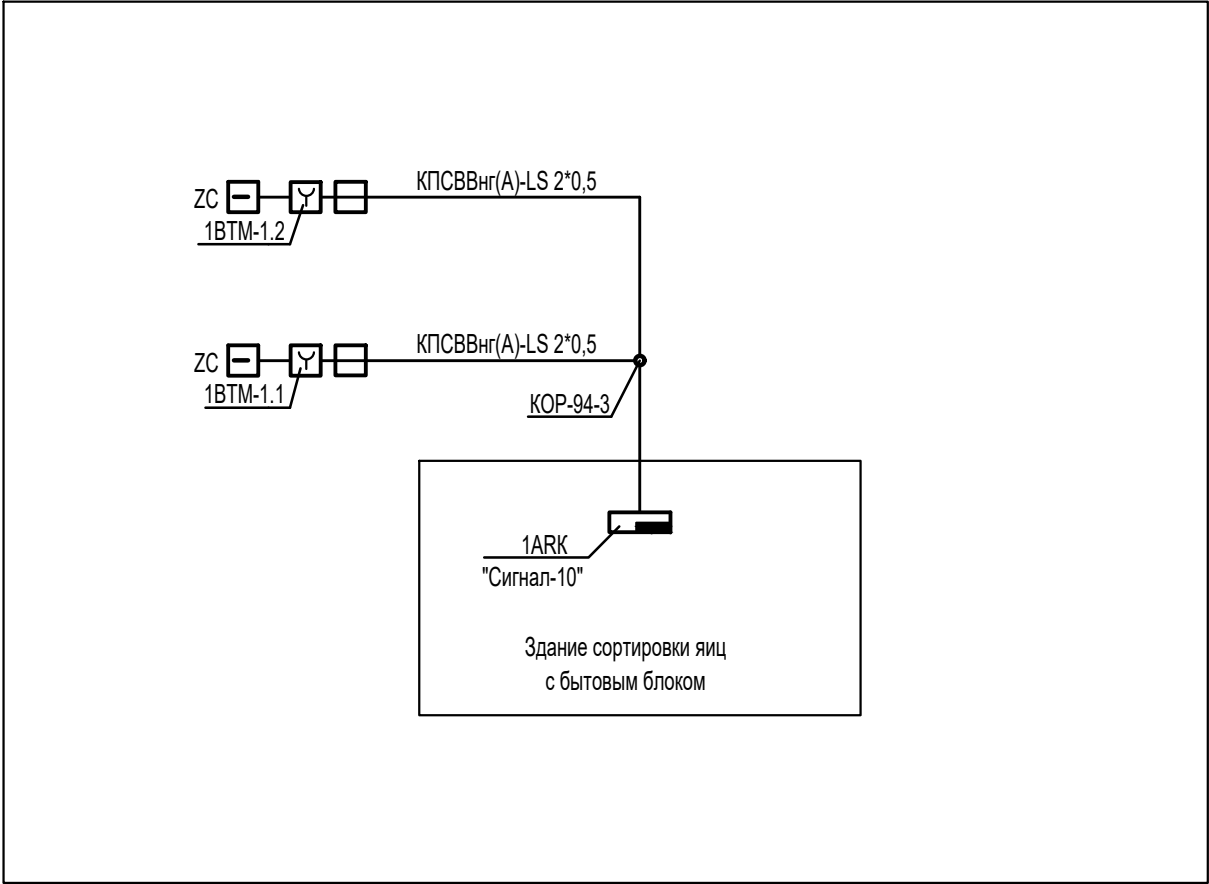 КПСВВнг(А)-LS 2*0,5
ZC
1ВТМ-1.2
КПСВВнг(А)-LS 2*0,5
ZC
1ВТМ-1.1
КОР-94-3
1ARK
"Сигнал-10"
Здание сортировки яиц
с бытовым блоком